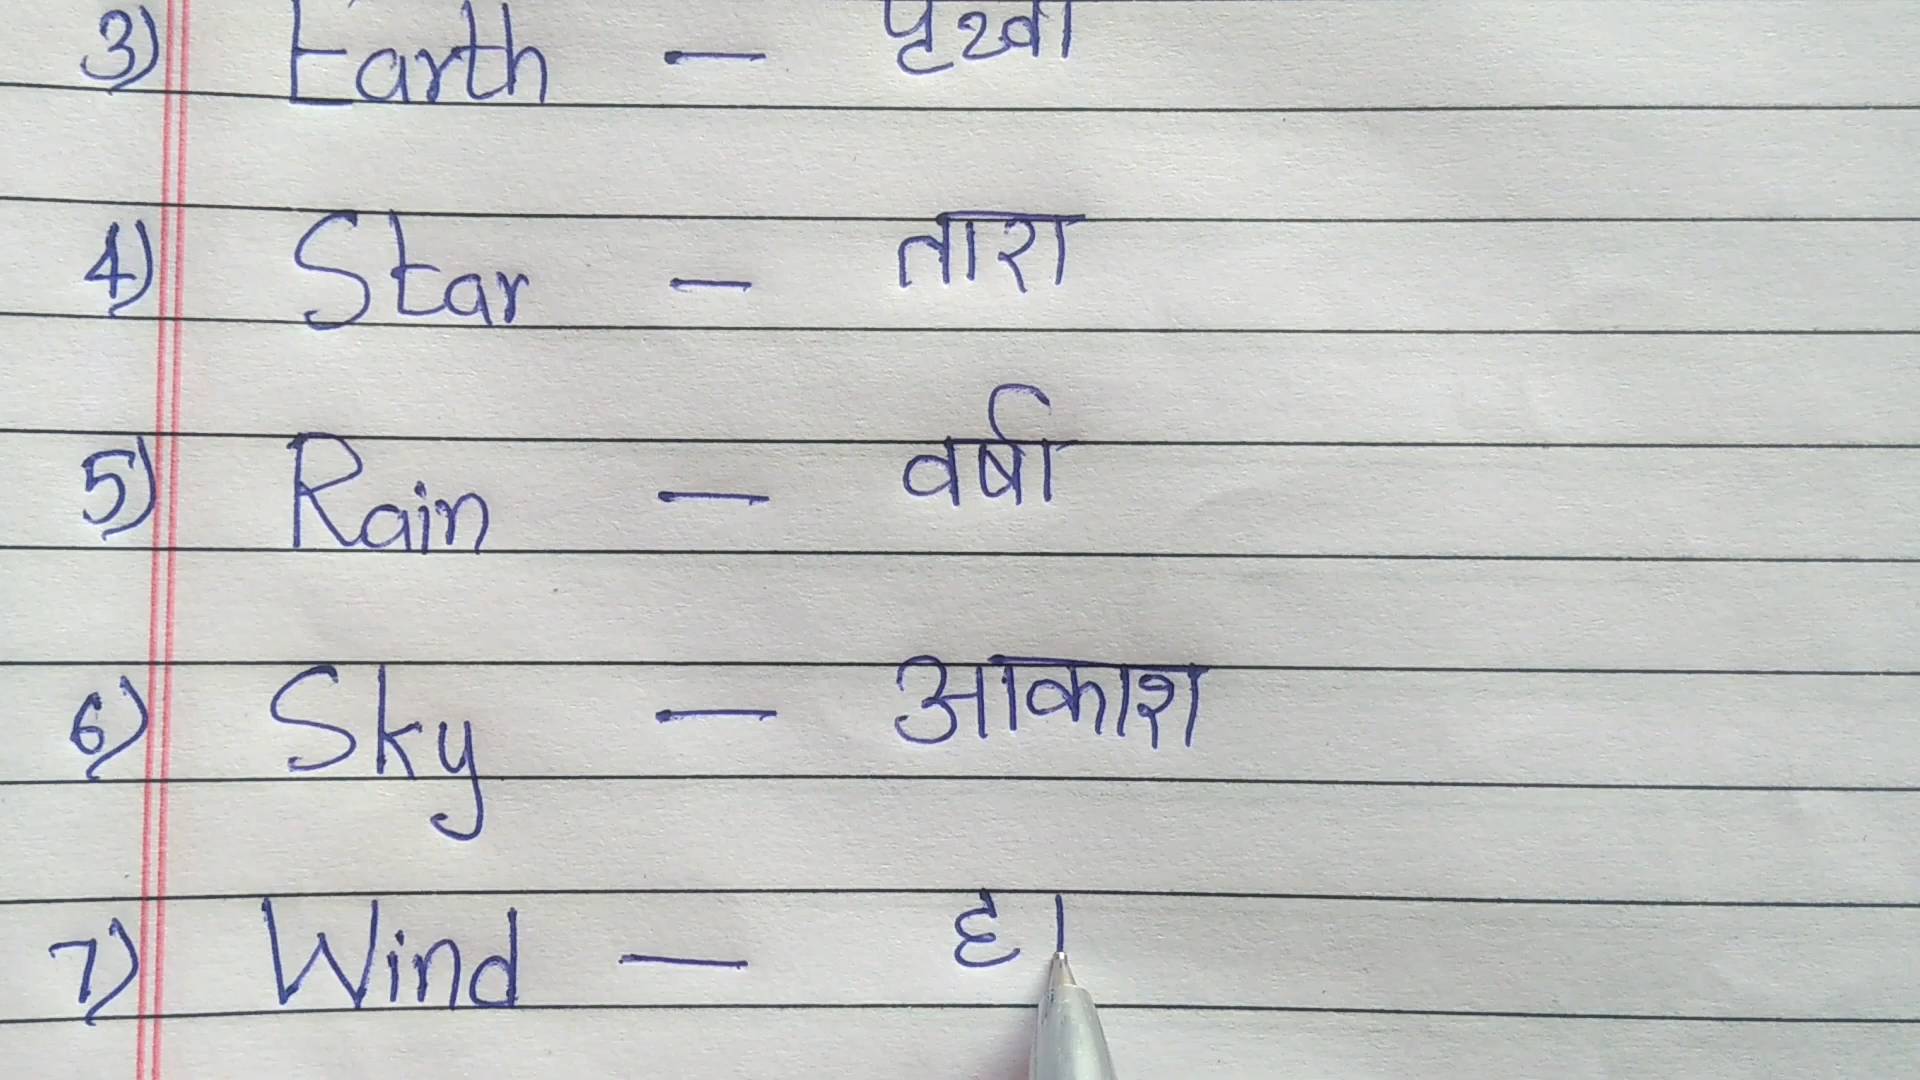 3) Earth — पृथ्वी
4) Star — तारा
5) Rain — वर्षा
6) Sky — आकाश
7) Wind —